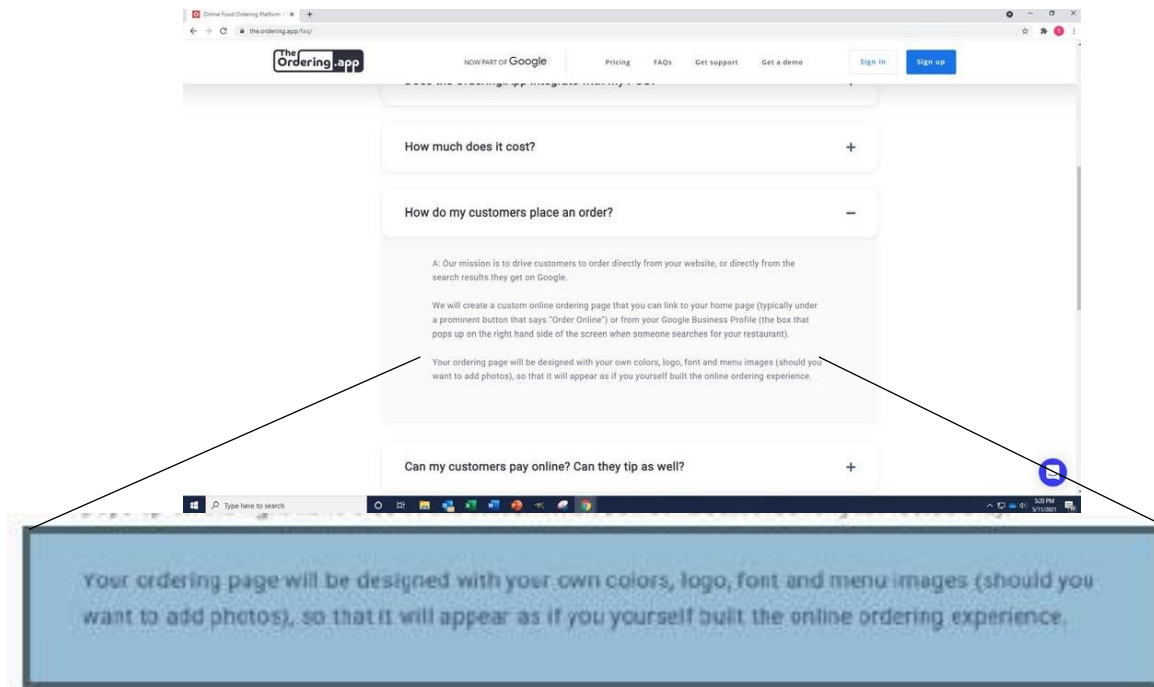 Online Food Ordering Platform
the.ordering.app/faq/
The Ordering.app
NOW PART OF Google
Pricing
FAQs
Get support
Get a demo
Sign in
Sign up
How much does it cost?
+
How do my customers place an order?
−
A: Our mission is to drive customers to order directly from your website, or directly from the
search results they get on Google.
We will create a custom online ordering page that you can link to your home page (typically under
a prominent button that says "Order Online") or from your Google Business Profile (the box that
pops up on the right hand side of the screen when someone searches for your restaurant).
Your ordering page will be designed with your own colors, logo, font and menu images (should you
want to add photos), so that it will appear as if you yourself built the online ordering experience.
Can my customers pay online? Can they tip as well?
+
Type here to search
5:20 PM
5/11/2021
Your ordering page will be designed with your own colors, logo, font and menu images (should you
want to add photos), so that it will appear as if you yourself built the online ordering experience.